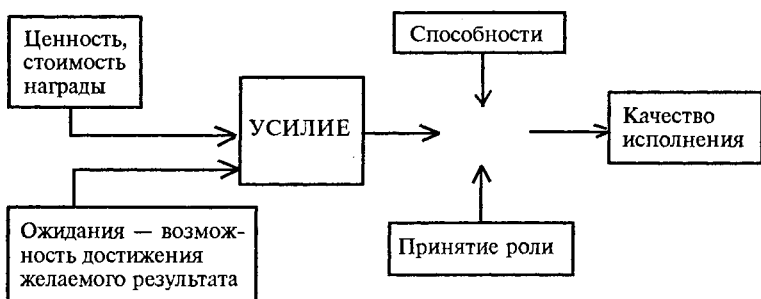 Ценность,
стоимость
награды
Способности
УСИЛИЕ
Качество
исполнения
Ожидания — возмож-
ность достижения
желаемого результата
Принятие роли